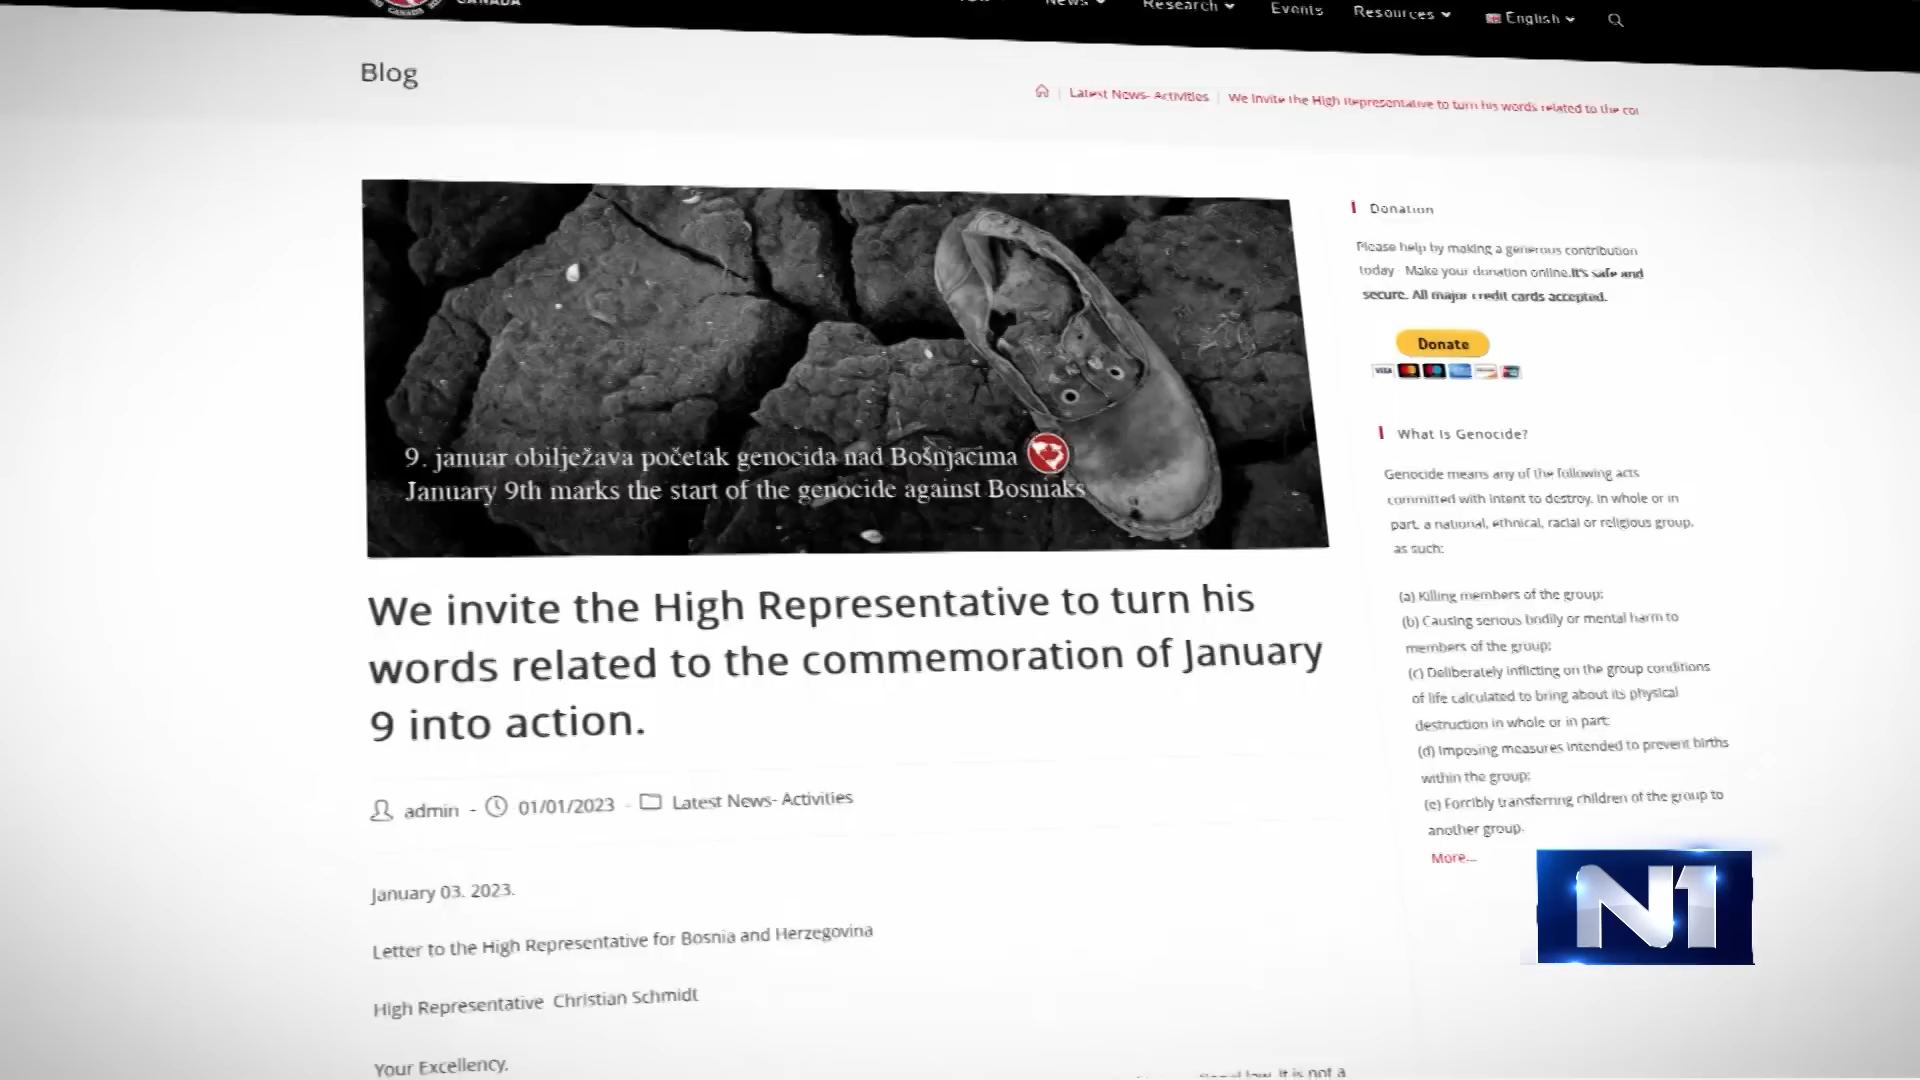 CANADA
News
Research
Events
Resources
English
Blog
Latest News- Activities
We invite the High Representative to turn his words related to the
9. januar obilježava početak genocida nad Bošnjacima
January 9th marks the start of the genocide against Bosniaks
We invite the High Representative to turn his
words related to the commemoration of January
9 into action.
admin - 01/01/2023 - Latest News- Activities
January 03. 2023.
Letter to the High Representative for Bosnia and Herzegovina
High Representative Christian Schmidt
Your Excellency,
law. It is not a
Donation
Please help by making a generous contribution
today - Make your donation online.It's safe and
secure. All major credit cards accepted.
Donate
VISA
What Is Genocide?
Genocide means any of the following acts
committed with intent to destroy, in whole or in
part, a national, ethnical, racial or religious group,
as such:
(a) Killing members of the group;
(b) Causing serious bodily or mental harm to
members of the group;
(c) Deliberately inflicting on the group conditions
of life calculated to bring about its physical
destruction in whole or in part;
(d) Imposing measures intended to prevent births
within the group;
(e) Forcibly transferring children of the group to
another group.
More...
N1